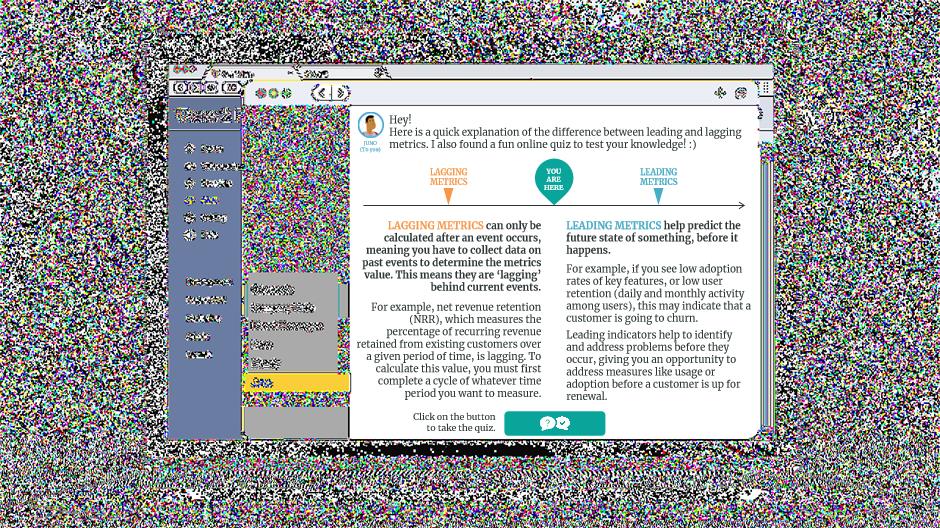 Hey!
Here is a quick explanation of the difference between leading and lagging
metrics. I also found a fun online quiz to test your knowledge! :)
JUNO
(To you)
LAGGING
METRICS
YOU
ARE
HERE
LEADING
METRICS
LAGGING METRICS can only be
calculated after an event occurs,
meaning you have to collect data on
past events to determine the metrics
value. This means they are ‘lagging’
behind current events.
For example, net revenue retention
(NRR), which measures the
percentage of recurring revenue
retained from existing customers over
a given period of time, is lagging. To
calculate this value, you must first
complete a cycle of whatever time
period you want to measure.
LEADING METRICS help predict the
future state of something, before it
happens.
For example, if you see low adoption
rates of key features, or low user
retention (daily and monthly activity
among users), this may indicate that a
customer is going to churn.
Leading indicators help to identify
and address problems before they
occur, giving you an opportunity to
address measures like usage or
adoption before a customer is up for
renewal.
Click on the button
to take the quiz.